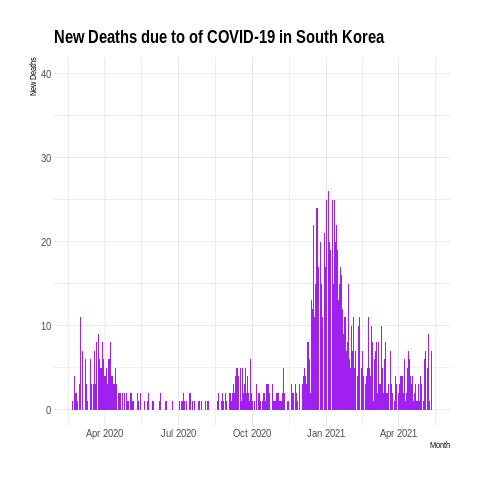 New Deaths due to of COVID-19 in South Korea
New Deaths
40
30
20
10
0
Apr 2020 Jul 2020 Oct 2020 Jan 2021 Apr 2021
Month